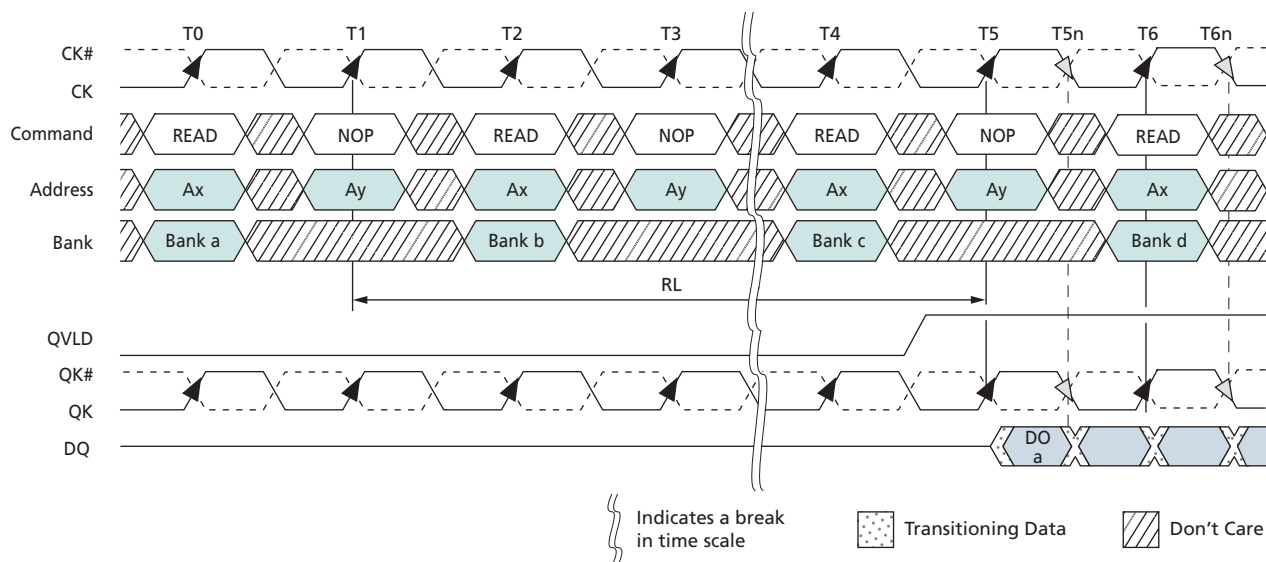 T0 T1 T2 T3 T4 T5 T5n T6 T6n
CK#
CK
Command READ NOP READ NOP READ NOP READ
Address Ax Ay Ax Ay Ax Ay Ax
Bank Bank a Bank b Bank c Bank d
RL
QVLD
QK#
QK
DQ DO
a
Indicates a break
in time scale
Transitioning Data
Don't Care